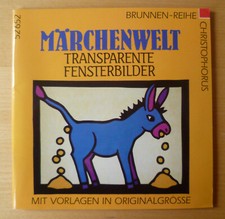 BRUNNEN-REIHE
CHRISTOPHORUS
MÄRCHENWELT
TRANSPARENTE
FENSTERBILDER
MIT VORLAGEN IN ORIGINALGRÖSSE